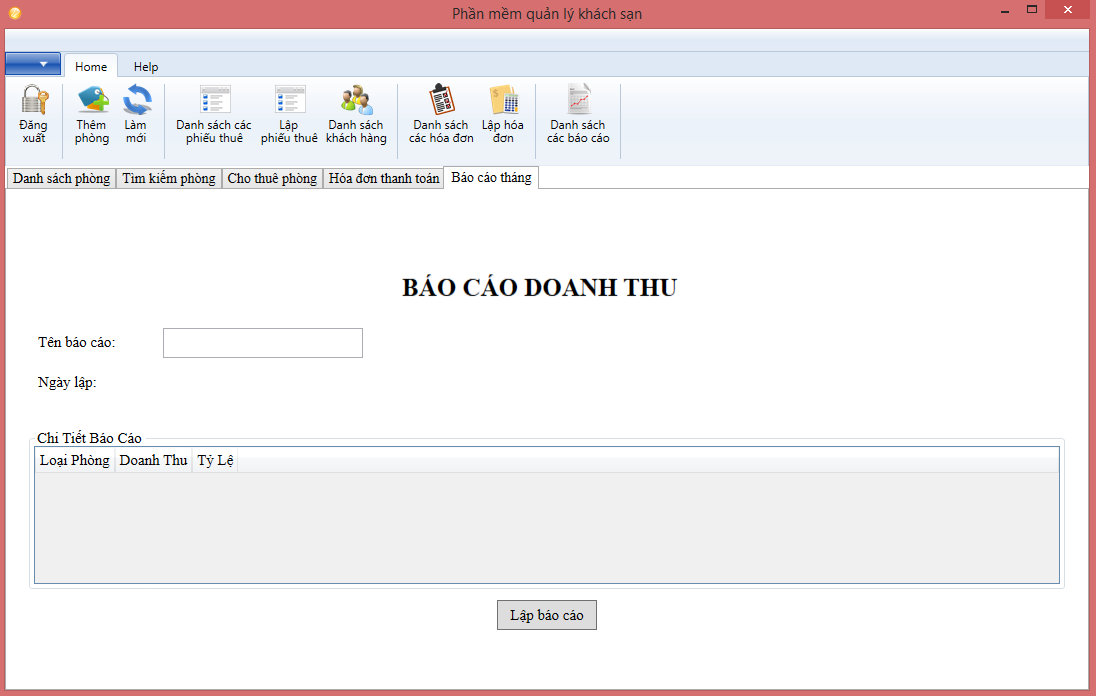 Phần mềm quản lý khách sạn
Home
Help
Đăng
xuất
Thêm
phòng
Làm
mới
Danh sách các
phiếu thuê
Lập
phiếu thuê
Danh sách
khách hàng
Danh sách
các hóa đơn
Lập hóa
đơn
Danh sách
các báo cáo
Danh sách phòng
Tìm kiếm phòng
Cho thuê phòng
Hóa đơn thanh toán
Báo cáo tháng
BÁO CÁO DOANH THU
Tên báo cáo:
Ngày lập:
Chi Tiết Báo Cáo
Loại Phòng
Doanh Thu
Tỷ Lệ
Lập báo cáo